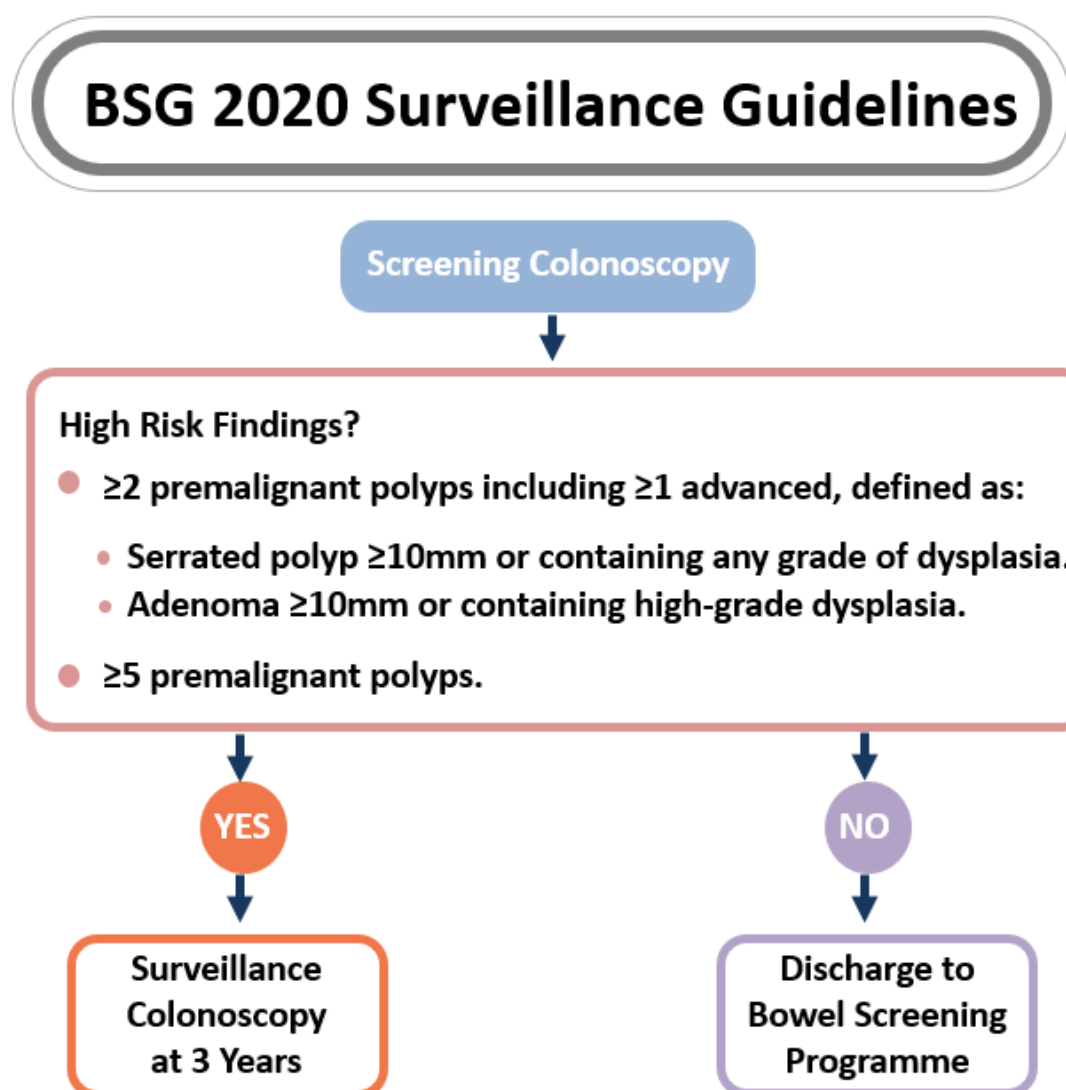 BSG 2020 Surveillance Guidelines
Screening Colonoscopy
High Risk Findings?
≥2 premalignant polyps including ≥1 advanced, defined as:
Serrated polyp ≥10mm or containing any grade of dysplasia.
Adenoma ≥10mm or containing high-grade dysplasia.
≥5 premalignant polyps.
YES
NO
Surveillance
Colonoscopy
at 3 Years
Discharge to
Bowel Screening
Programme